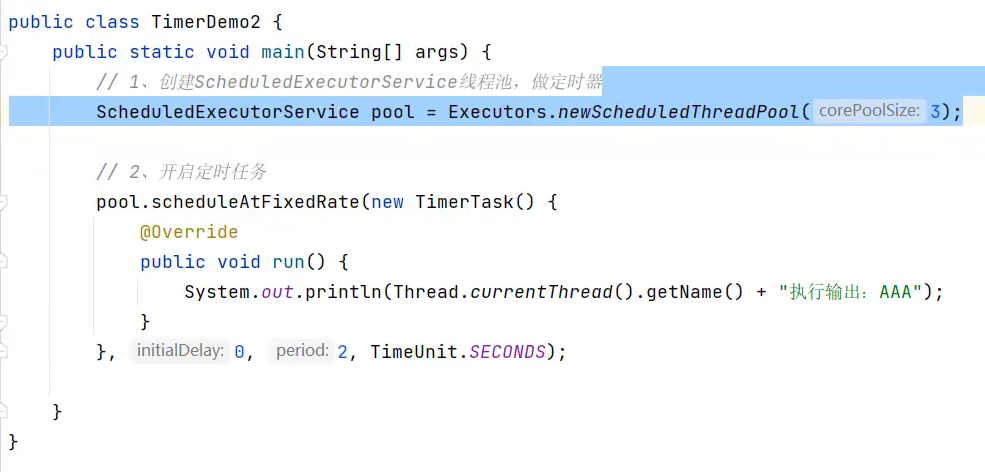 public class TimerDemo2 {
public static void main(String[] args) {
// 1、创建ScheduledExecutorService线程池，做定时器
ScheduledExecutorService pool = Executors.newScheduledThreadPool( corePoolSize: 3);
// 2、开启定时任务
pool.scheduleAtFixedRate(new TimerTask() {
@Override
public void run() {
System.out.println(Thread.currentThread().getName() + "执行输出：AAA");
}
}, initialDelay: 0, period: 2, TimeUnit.SECONDS);
}
}